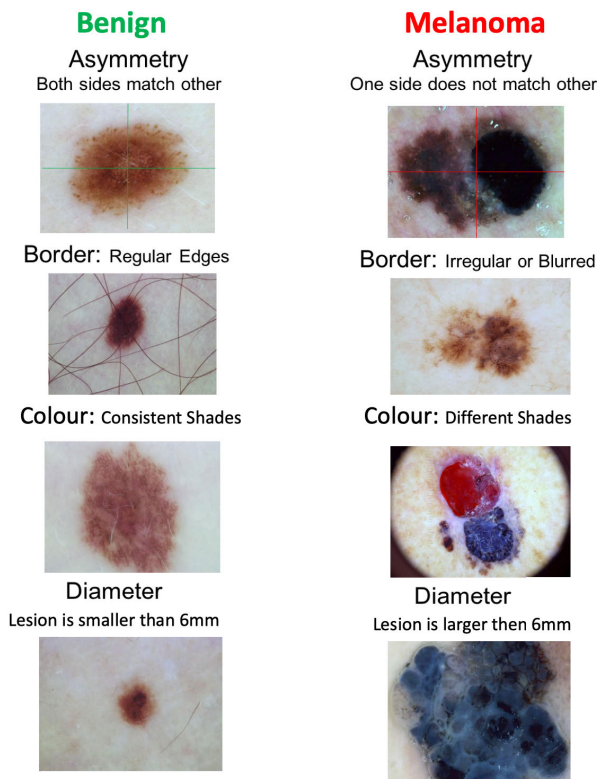 Benign
Melanoma
Asymmetry
Both sides match other
Asymmetry
One side does not match other
Border: Regular Edges
Border: Irregular or Blurred
Colour: Consistent Shades
Colour: Different Shades
Diameter
Lesion is smaller than 6mm
Diameter
Lesion is larger then 6mm